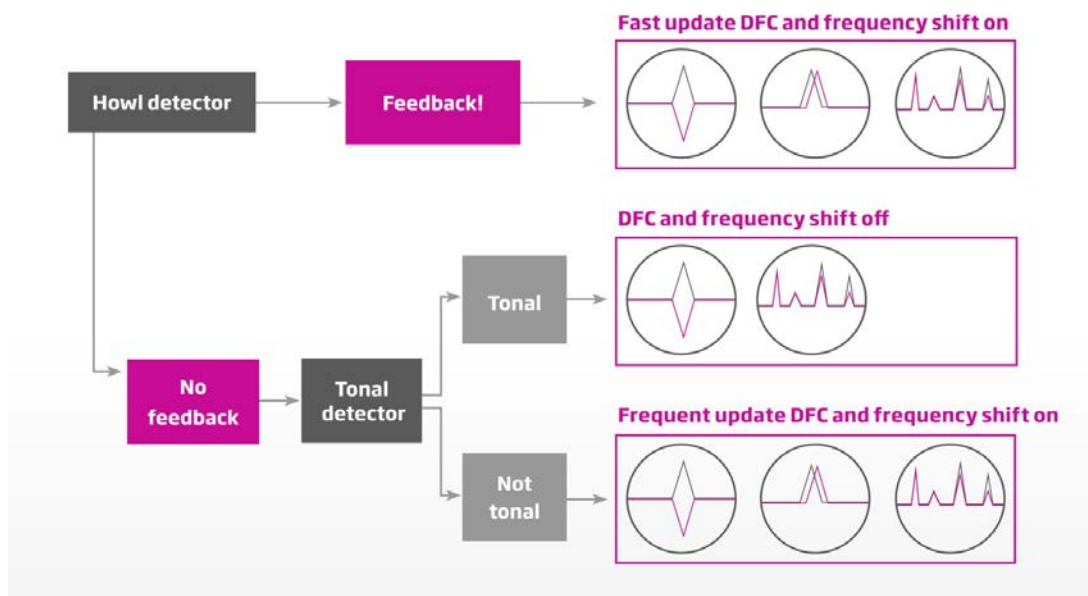 Fast update DFC and frequency shift on
Howl detector
Feedback!
DFC and frequency shift off
Tonal
No
feedback
Tonal
detector
Frequent update DFC and frequency shift on
Not
tonal